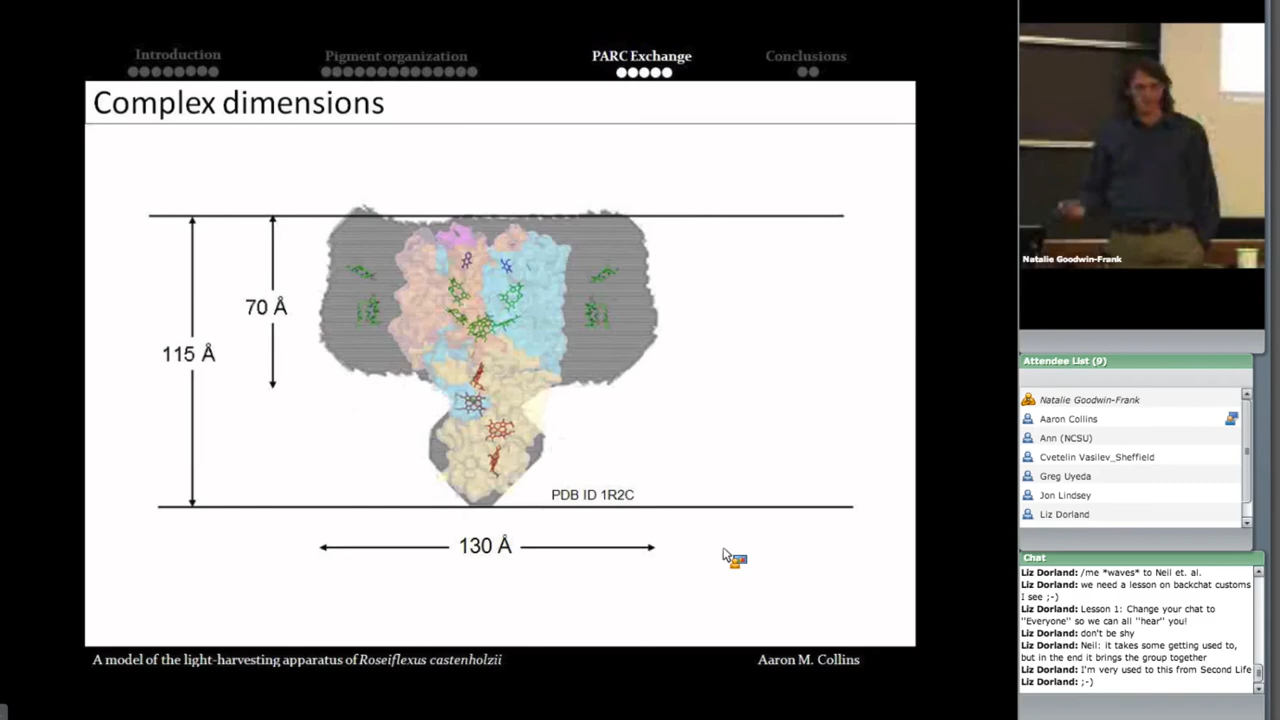 Introduction
Pigment organization
PARC Exchange
Conclusions
Complex dimensions
70 Å
115 Å
PDB ID 1R2C
130 Å
A model of the light-harvesting apparatus of Roseiflexus castenholzii
Aaron M. Collins
Natalie Goodwin-Frank
Attendee List (9)
Natalie Goodwin-Frank
Aaron Collins
Ann (NCSU)
Cvetelin Vasilev_Sheffield
Greg Uyeda
Jon Lindsey
Liz Dorland
Chat
Liz Dorland: /me *waves* to Neil et. al.
Liz Dorland: we need a lesson on backchat customs
I see ;-)
Liz Dorland: Lesson 1: Change your chat to
"Everyone" so we can all "hear" you!
Liz Dorland: don't be shy
Liz Dorland: Neil: it takes some getting used to,
but in the end it brings the group together
Liz Dorland: I'm very used to this from Second Life
Liz Dorland: ;-)